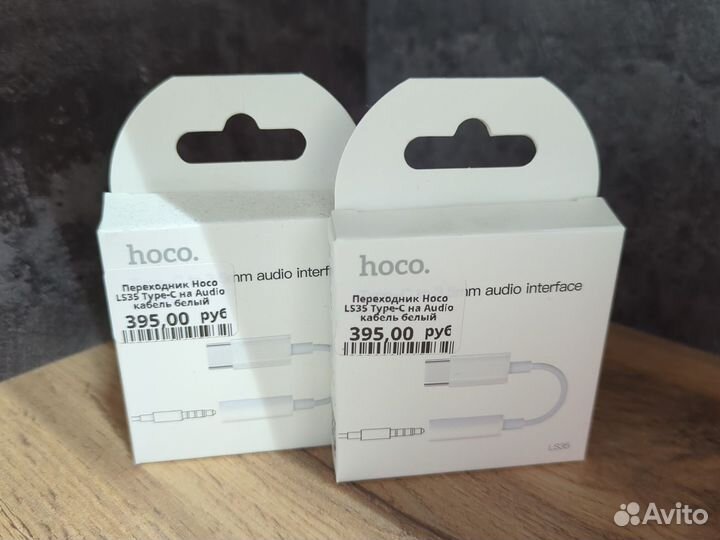 hoco.
mm audio interf
Переходник Hoco
LS35 Type-C на Audio
кабель белый
395,00 руб
hoco.
mm audio interface
Переходник Hoco
LS35 Type-C на Audio
кабель белый
395,00 руб
LS35
Avito